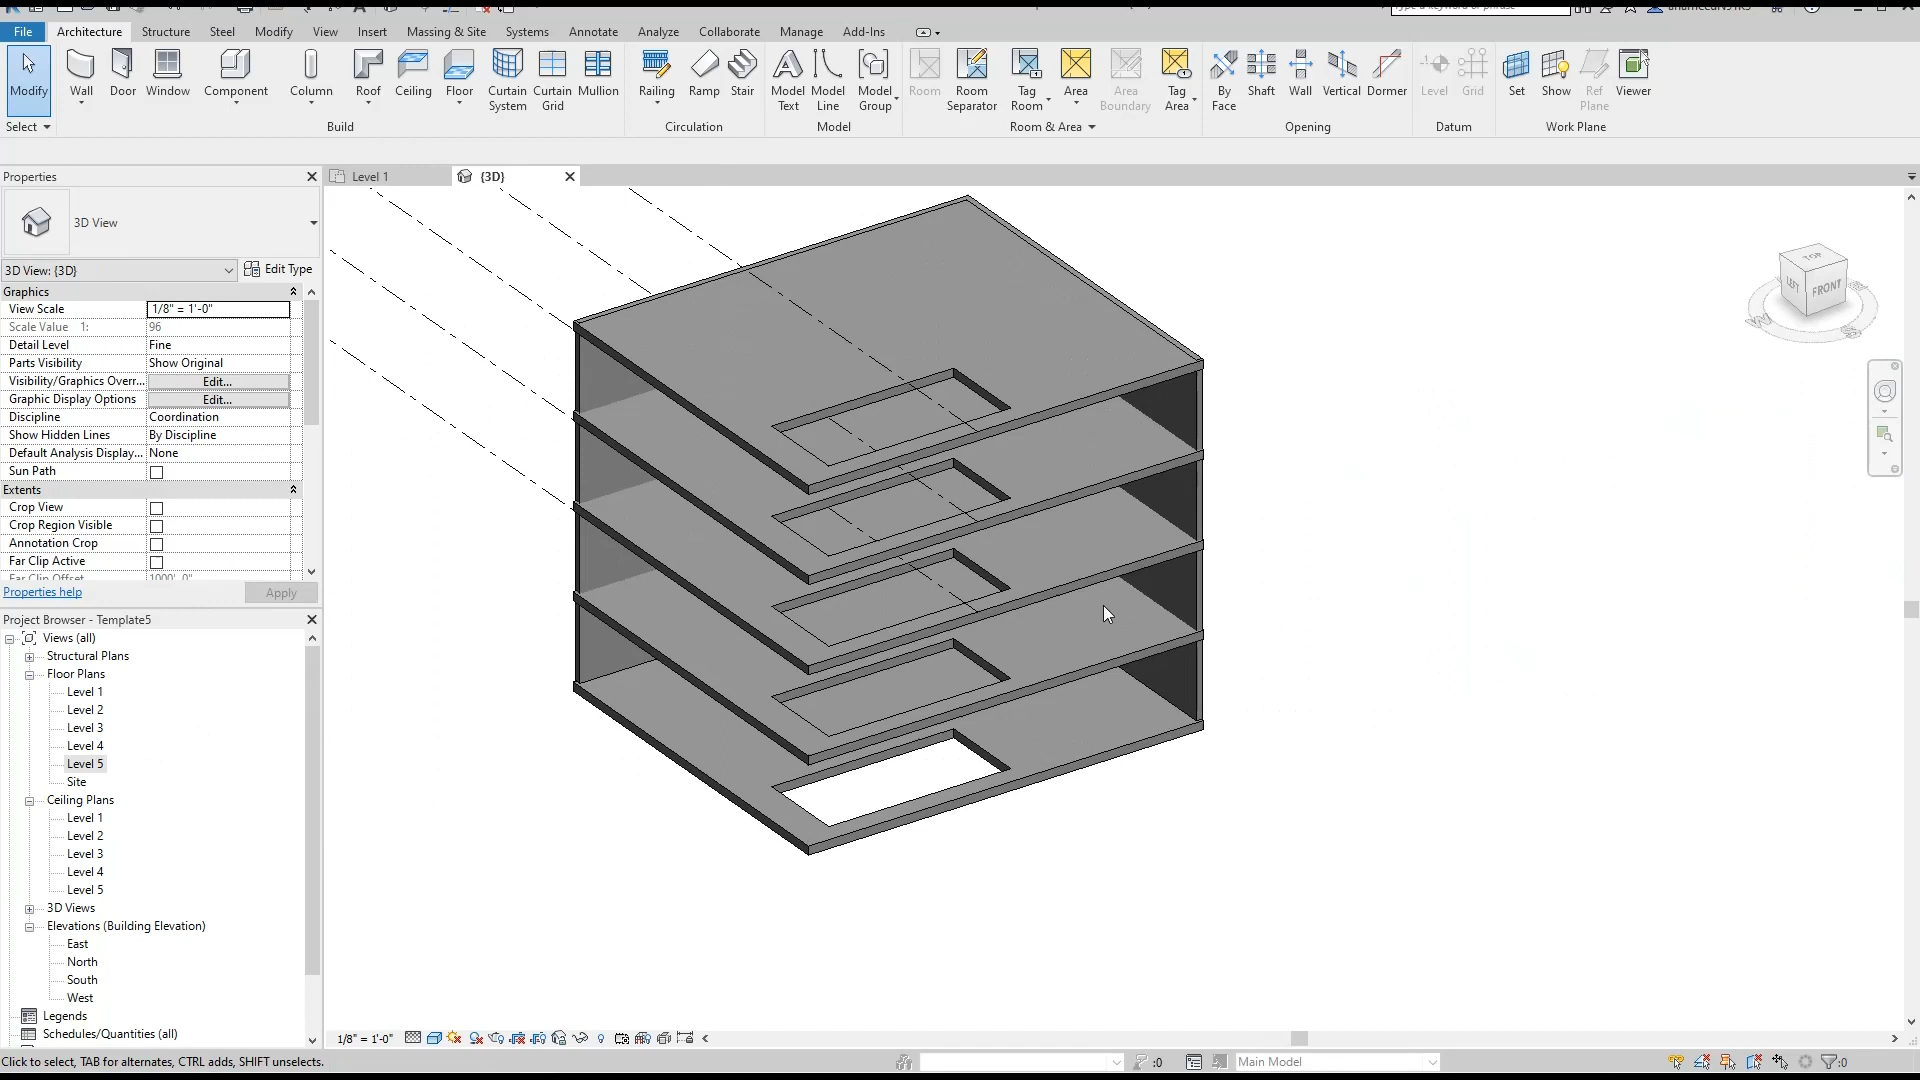 File Architecture Structure Steel Modify View Insert Massing & Site Systems Annotate Analyze Collaborate Manage Add-Ins
Modify Wall Door Window Component Column Roof Ceiling Floor Curtain System Curtain Grid Mullion Railing Ramp Stair Model Text Model Line Model Group Room Room Separator Tag Room Area Area Boundary Tag Area By Face Shaft Wall Vertical Dormer Level Grid Set Show Ref Plane Viewer
Select Build Circulation Model Room & Area Opening Datum Work Plane
Properties
Level 1
{3D}
3D View
3D View: {3D}
Edit Type
Graphics
View Scale 1/8" = 1'-0"
Scale Value 1: 96
Detail Level Fine
Parts Visibility Show Original
Visibility/Graphics Overr... Edit...
Graphic Display Options Edit...
Discipline Coordination
Show Hidden Lines By Discipline
Default Analysis Display... None
Sun Path
Extents
Crop View
Crop Region Visible
Annotation Crop
Far Clip Active
Far Clip Offset 1000' 0"
Properties help
Apply
TOP
LEFT
FRONT
W
S
Project Browser - Template5
Views (all)
Structural Plans
Floor Plans
Level 1
Level 2
Level 3
Level 4
Level 5
Site
Ceiling Plans
Level 1
Level 2
Level 3
Level 4
Level 5
3D Views
Elevations (Building Elevation)
East
North
South
West
Legends
Schedules/Quantities (all)
1/8" = 1'-0"
Click to select, TAB for alternates, CTRL adds, SHIFT unselects.
:0
Main Model
:0